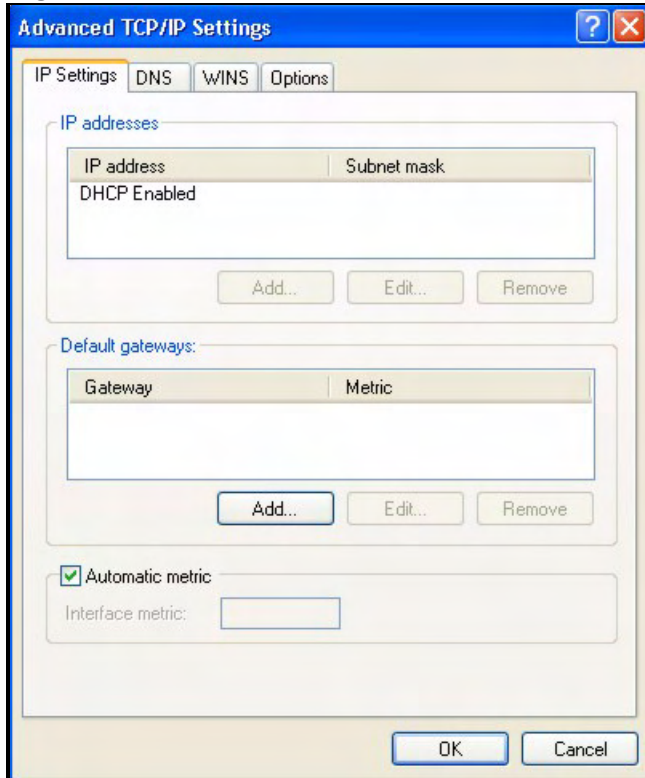 Advanced TCP/IP Settings
IP Settings DNS WINS Options
IP addresses
IP address Subnet mask
DHCP Enabled
Add... Edit... Remove
Default gateways:
Gateway Metric
Add... Edit... Remove
Automatic metric
Interface metric:
OK Cancel